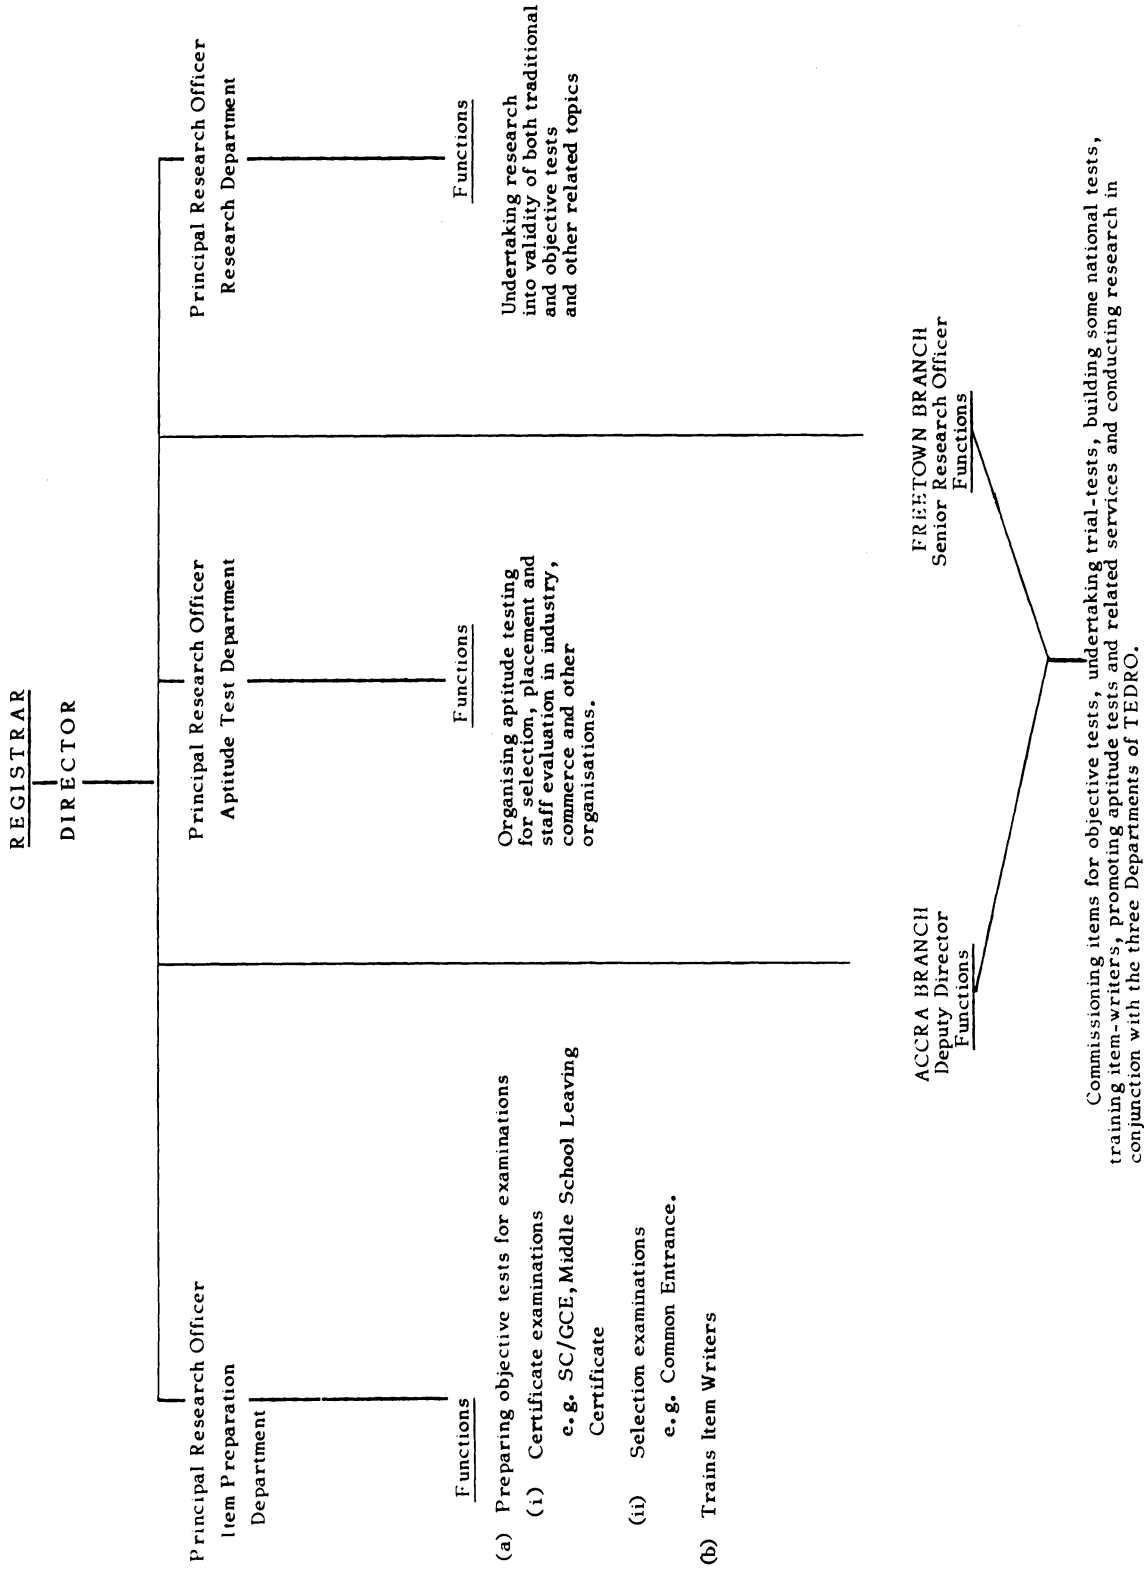 REGISTRAR
DIRECTOR
Principal Research Officer
Item Preparation
Department
Functions
(a) Preparing objective tests for examinations
(i) Certificate examinations
e.g. SC/GCE, Middle School Leaving
Certificate
(ii) Selection examinations
e.g. Common Entrance.
(b) Trains Item Writers
Principal Research Officer
Aptitude Test Department
Functions
Organising aptitude testing
for selection, placement and
staff evaluation in industry,
commerce and other
organisations.
Principal Research Officer
Research Department
Functions
Undertaking research
into validity of both traditional
and objective tests
and other related topics
ACCRA BRANCH
Deputy Director
Functions
FREETOWN BRANCH
Senior Research Officer
Functions
Commissioning items for objective tests, undertaking trial-tests, building some national tests,
training item-writers, promoting aptitude tests and related services and conducting research in
conjunction with the three Departments of TEDRO.